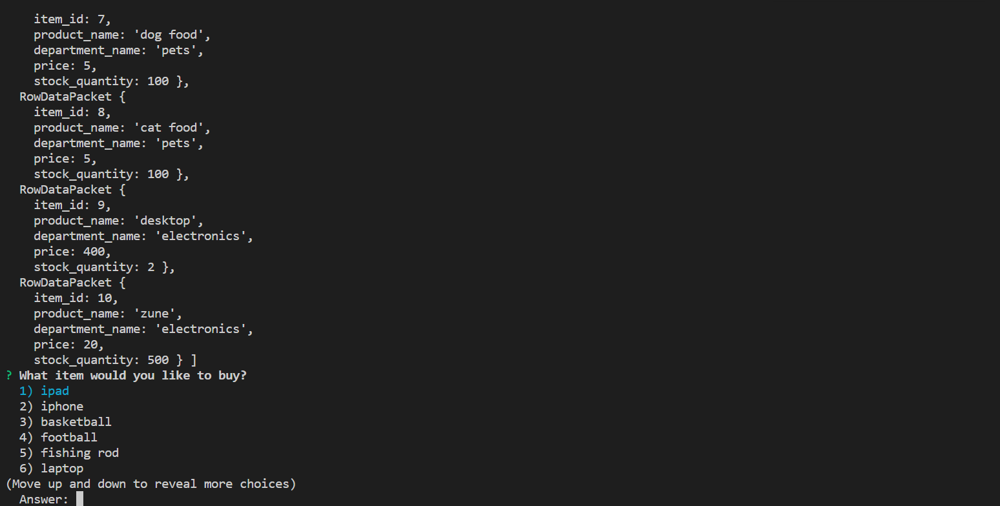 item_id: 7,
product_name: 'dog food',
department_name: 'pets',
price: 5,
stock_quantity: 100 },
RowDataPacket {
item_id: 8,
product_name: 'cat food',
department_name: 'pets',
price: 5,
stock_quantity: 100 },
RowDataPacket {
item_id: 9,
product_name: 'desktop',
department_name: 'electronics',
price: 400,
stock_quantity: 2 },
RowDataPacket {
item_id: 10,
product_name: 'zune',
department_name: 'electronics',
price: 20,
stock_quantity: 500 } ]
? What item would you like to buy?
1) ipad
2) iphone
3) basketball
4) football
5) fishing rod
6) laptop
(Move up and down to reveal more choices)
Answer: